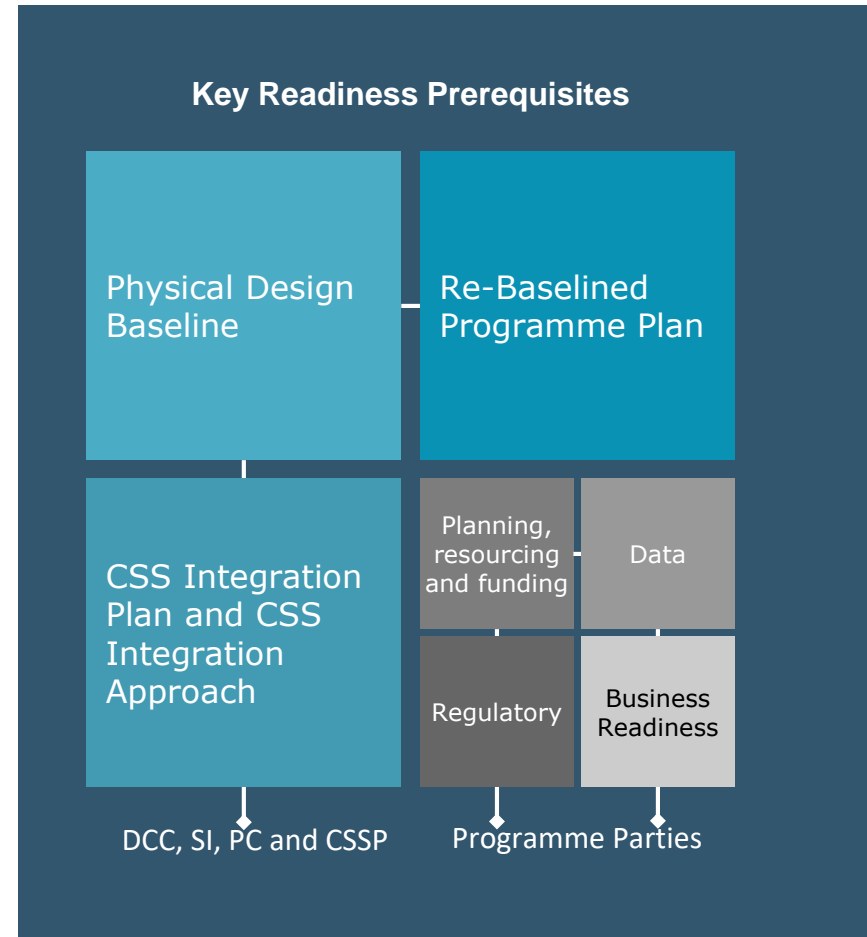 Key Readiness Prerequisites
Physical Design
Baseline
Re-Baselined
Programme Plan
CSS Integration
Plan and CSS
Integration
Approach
Planning,
resourcing
and funding
Data
Regulatory
Business
Readiness
DCC, SI, PC and CSSP
Programme Parties